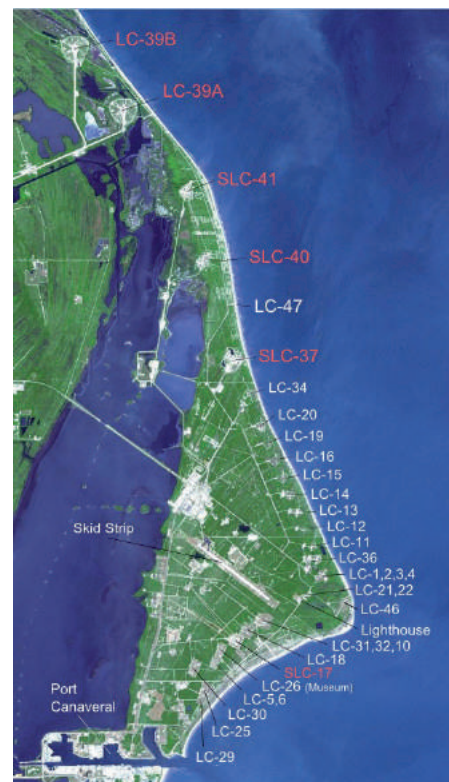 LC-39B
LC-39A
SLC-41
SLC-40
LC-47
SLC-37
LC-34
LC-20
LC-19
LC-16
LC-15
LC-14
LC-13
LC-12
Skid Strip
LC-11
LC-36
LC-1,2,3,4
LC-21,22
LC-46
Lighthouse
LC-31,32,10
LC-18
SLC-17
LC-26 (Museum)
LC-5,6
Port
Canaveral
LC-30
LC-25
LC-29